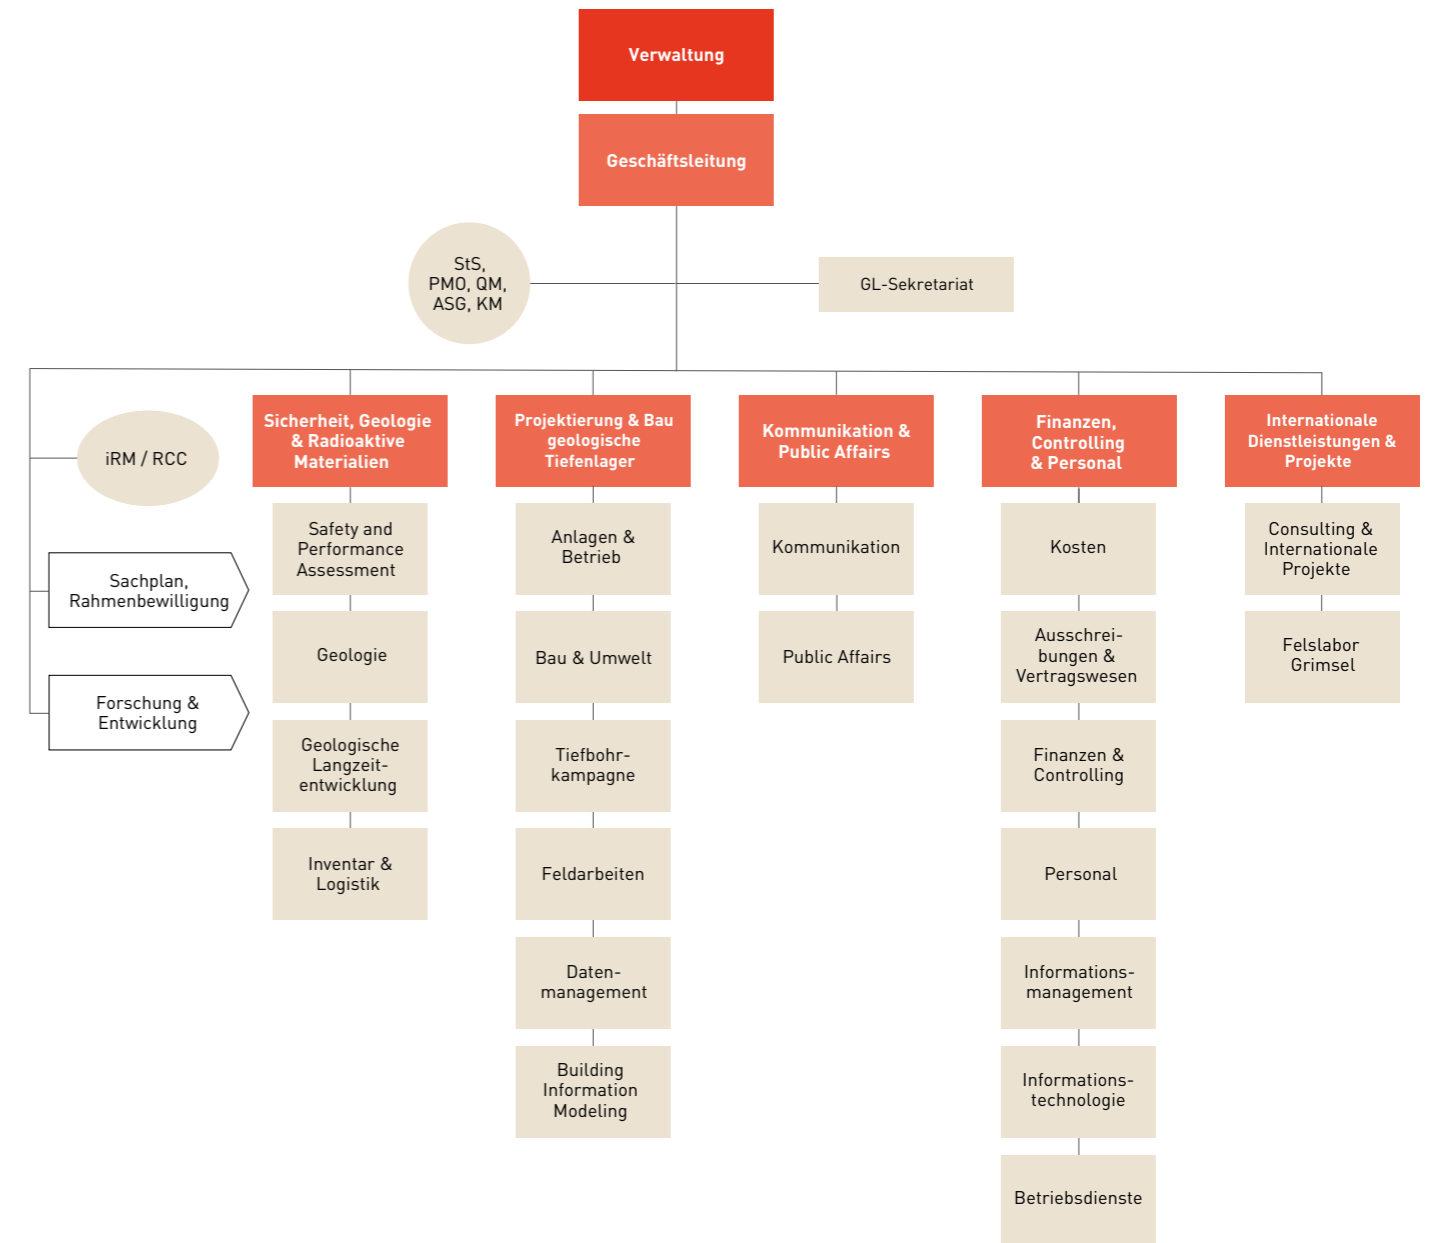 Verwaltung
Geschäftsleitung
StS,
PMO, QM,
ASG, KM
GL-Sekretariat
iRM / RCC
Sachplan,
Rahmenbewilligung
Forschung &
Entwicklung
Sicherheit, Geologie
& Radioaktive
Materialien
Safety and
Performance
Assessment
Geologie
Geologische
Langzeit-
entwicklung
Inventar &
Logistik
Projektierung & Bau
geologische
Tiefenlager
Anlagen &
Betrieb
Bau & Umwelt
Tiefbohr-
kampagne
Feldarbeiten
Daten-
management
Building
Information
Modeling
Kommunikation &
Public Affairs
Kommunikation
Public Affairs
Finanzen,
Controlling
& Personal
Kosten
Ausschrei-
bungen &
Vertragswesen
Finanzen &
Controlling
Personal
Informations-
management
Informations-
technologie
Betriebsdienste
Internationale
Dienstleistungen &
Projekte
Consulting &
Internationale
Projekte
Felslabor
Grimsel